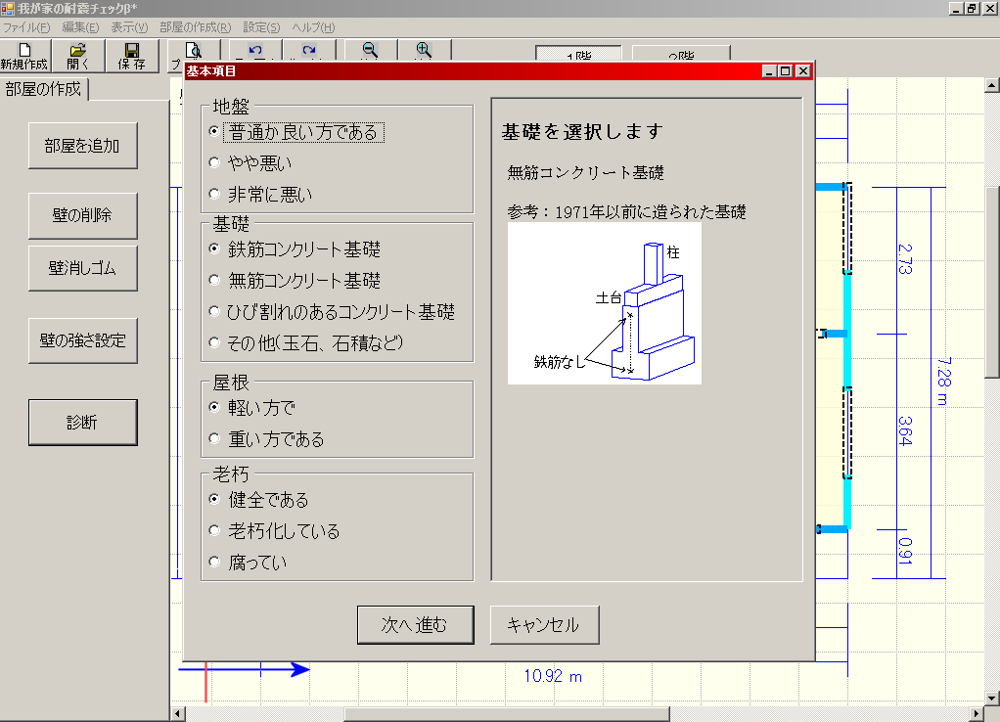 我が家の耐震チェックβ*
ファイル(F) 編集(E) 表示(V) 部屋の作成(R) 設定(S) ヘルプ(H)
新規作成 開く 保存
1階 2階
部屋の作成
部屋を追加
壁の削除
壁消しゴム
壁の強さ設定
診断
基本項目
地盤
普通か良い方である
やや悪い
非常に悪い
基礎
鉄筋コンクリート基礎
無筋コンクリート基礎
ひび割れのあるコンクリート基礎
その他(玉石、石積など)
屋根
軽い方で
重い方である
老朽
健全である
老朽化している
腐ってい
次へ進む
キャンセル
基礎を選択します
無筋コンクリート基礎
参考：1971年以前に造られた基礎
柱
土台
鉄筋なし
2.73
7.28 m
3.64
0.91
10.92 m